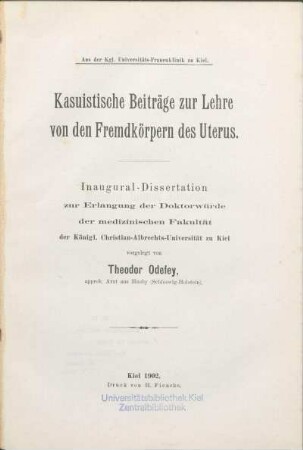 Aus der Kgl. Universitäts-Frauenklinik zu Kiel.
Kasuistische Beiträge zur Lehre
von den Fremdkörpern des Uterus.
Inaugural-Dissertation
zur Erlangung der Doktorwürde
der medizinischen Fakultät
der Königl. Christian-Albrechts-Universität zu Kiel
vorgelegt von
Theodor Odefey,
approb. Arzt aus (Schleswig-Holstein).
Kiel 1902.
Druck von H. Fiencke.
Universitätsbibliothek Kiel
Zentralbibliothek